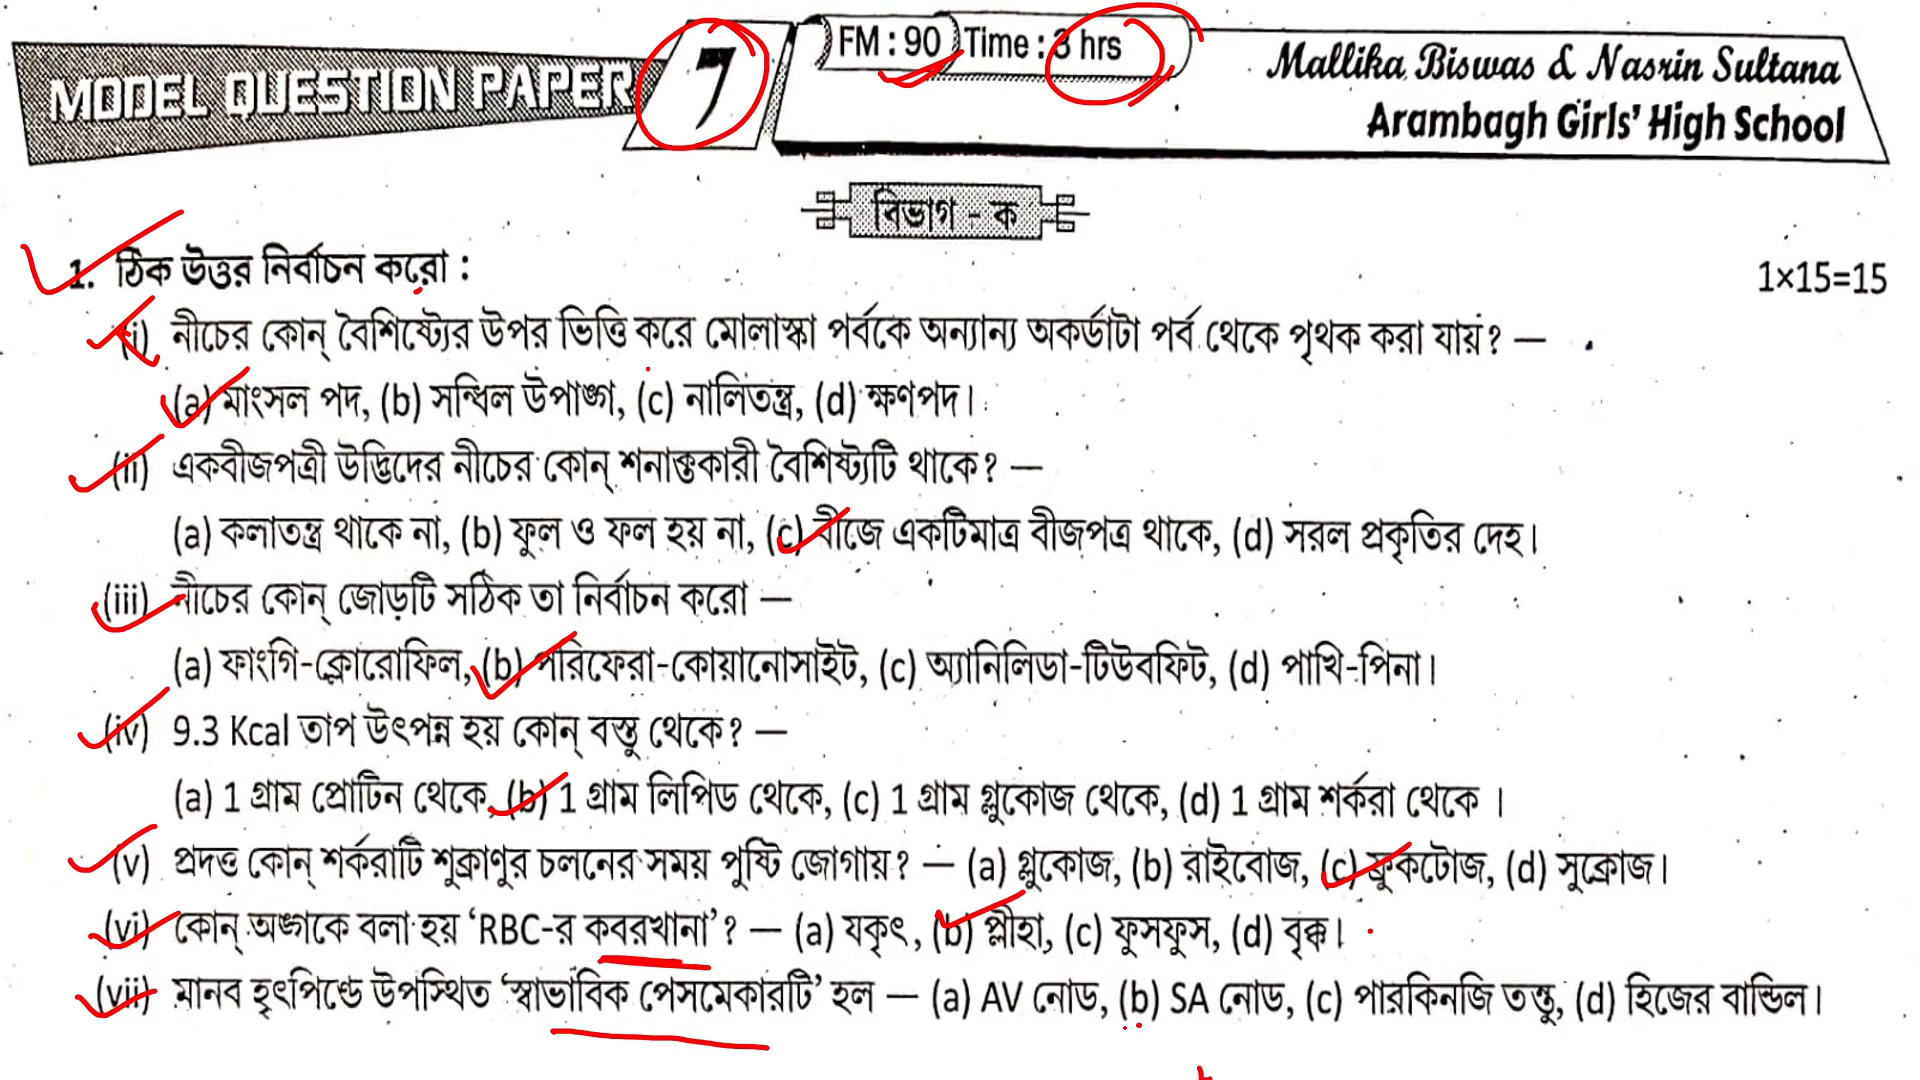 MODEL QUESTION PAPER 7 FM : 90 Time : 3 hrs
Mallika Biswas & Nasrin Sultana
Arambagh Girls' High School
বিভাগ - ক
1. ঠিক উত্তর নির্বাচন করো : 1×15=15
(i) নীচের কোন্ বৈশিষ্ট্যের উপর ভিত্তি করে মোলাস্কা পর্বকে অন্যান্য অকর্ডাটা পর্ব থেকে পৃথক করা যায়? —
(a) মাংসল পদ, (b) সন্ধিল উপাঙ্গ, (c) নালিতন্ত্র, (d) ক্ষণপদ।
(ii) একবীজপত্রী উদ্ভিদের নীচের কোন্ শনাক্তকারী বৈশিষ্ট্যটি থাকে? —
(a) কলাতন্ত্র থাকে না, (b) ফুল ও ফল হয় না, (c) বীজে একটিমাত্র বীজপত্র থাকে, (d) সরল প্রকৃতির দেহ।
(iii) নীচের কোন্ জোড়টি সঠিক তা নির্বাচন করো —
(a) ফাংগি-ক্লোরোফিল, (b) পরিফেরা-কোয়ানোসাইট, (c) অ্যানিলিডা-টিউবফিট, (d) পাখি-পিনা।
(iv) 9.3 Kcal তাপ উৎপন্ন হয় কোন্ বস্তু থেকে? —
(a) 1 গ্রাম প্রোটিন থেকে, (b) 1 গ্রাম লিপিড থেকে, (c) 1 গ্রাম গ্লুকোজ থেকে, (d) 1 গ্রাম শর্করা থেকে ।
(v) প্রদত্ত কোন্ শর্করাটি শুক্রাণুর চলনের সময় পুষ্টি জোগায়? — (a) গ্লুকোজ, (b) রাইবোজ, (c) ফ্রুকটোজ, (d) সুক্রোজ।
(vi) কোন্ অঙ্গকে বলা হয় ‘RBC-র কবরখানা’? — (a) যকৃৎ, (b) প্লীহা, (c) ফুসফুস, (d) বৃক্ক।
(vii) মানব হৃৎপিণ্ডে উপস্থিত ‘স্বাভাবিক পেসমেকারটি’ হল — (a) AV নোড, (b) SA নোড, (c) পারকিনজি তন্তু, (d) হিজের বান্ডিল।